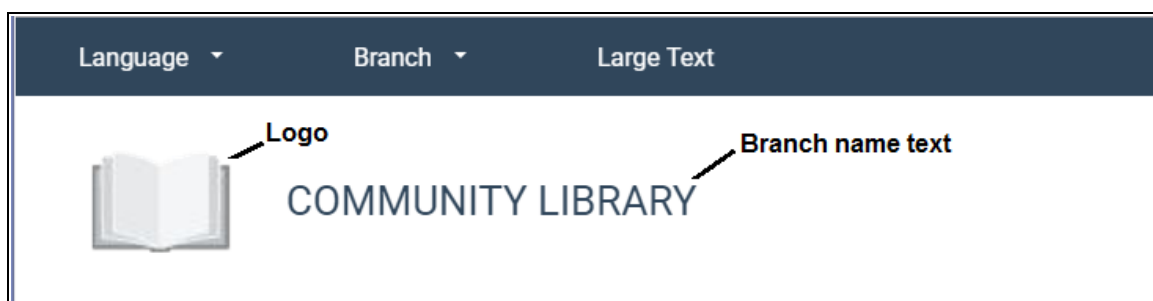 Language Branch Large Text
Logo
Branch name text
COMMUNITY LIBRARY